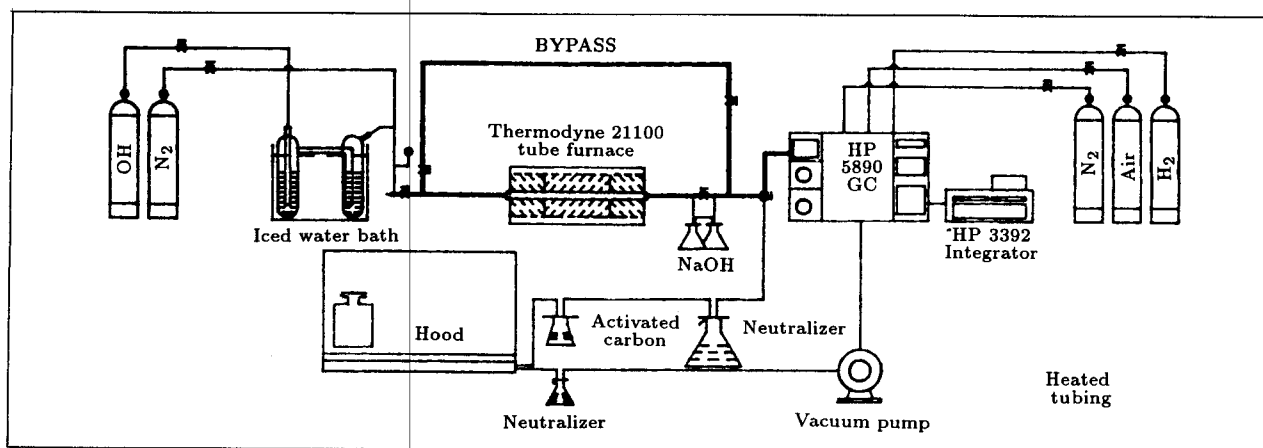 BYPASS
Thermodyne 21100
tube furnace
OH
N₂
HP
5890
GC
N₂
Air
H₂
Iced water bath
NaOH
HP 3392
Integrator
Hood
Activated
carbon
Neutralizer
Neutralizer
Vacuum pump
Heated
tubing